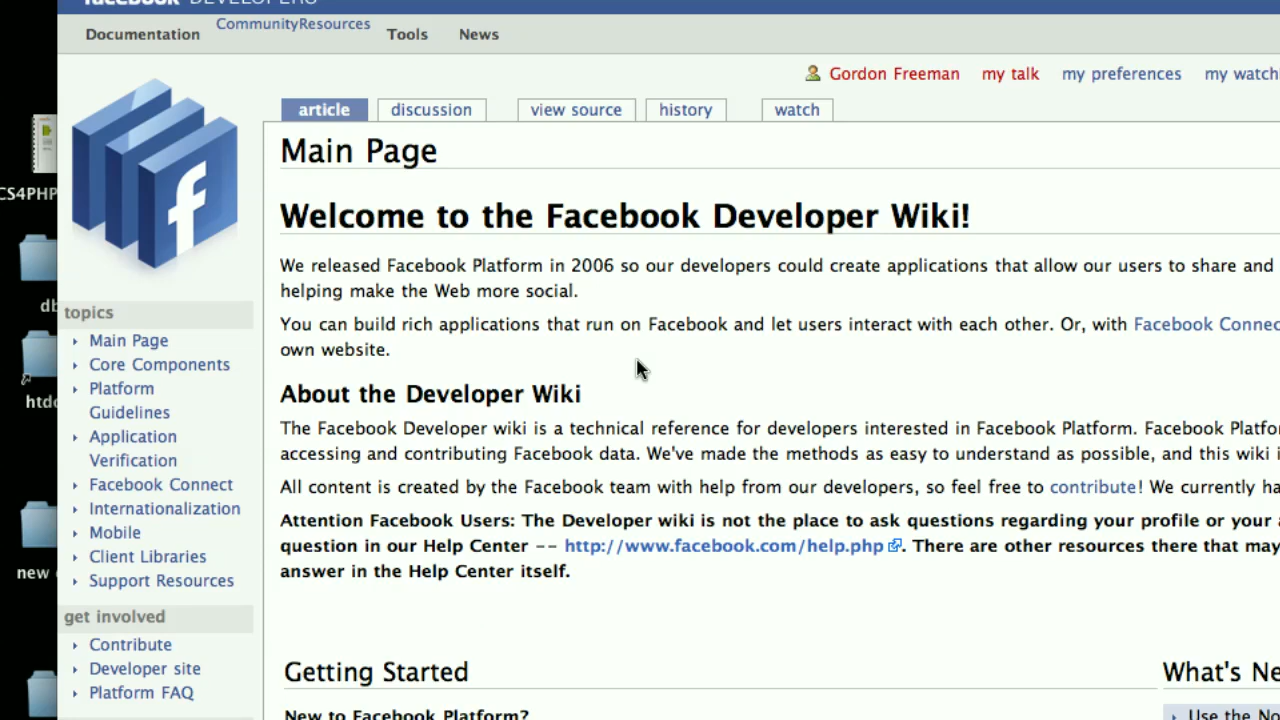 facebook DEVELOPERS
Documentation CommunityResources Tools News
Gordon Freeman my talk my preferences my watch
article discussion view source history watch
Main Page
Welcome to the Facebook Developer Wiki!
We released Facebook Platform in 2006 so our developers could create applications that allow our users to share and
helping make the Web more social.
You can build rich applications that run on Facebook and let users interact with each other. Or, with Facebook Connec
own website.
About the Developer Wiki
The Facebook Developer wiki is a technical reference for developers interested in Facebook Platform. Facebook Platfo
accessing and contributing Facebook data. We've made the methods as easy to understand as possible, and this wiki i
All content is created by the Facebook team with help from our developers, so feel free to contribute! We currently ha
Attention Facebook Users: The Developer wiki is not the place to ask questions regarding your profile or your a
question in our Help Center -- http://www.facebook.com/help.php. There are other resources there that may
answer in the Help Center itself.
Getting Started
New to Facebook Platform?
What's Ne
Use the No
topics
Main Page
Core Components
Platform
Guidelines
Application
Verification
Facebook Connect
Internationalization
Mobile
Client Libraries
Support Resources
get involved
Contribute
Developer site
Platform FAQ
CS4PHP
db
htdo
new